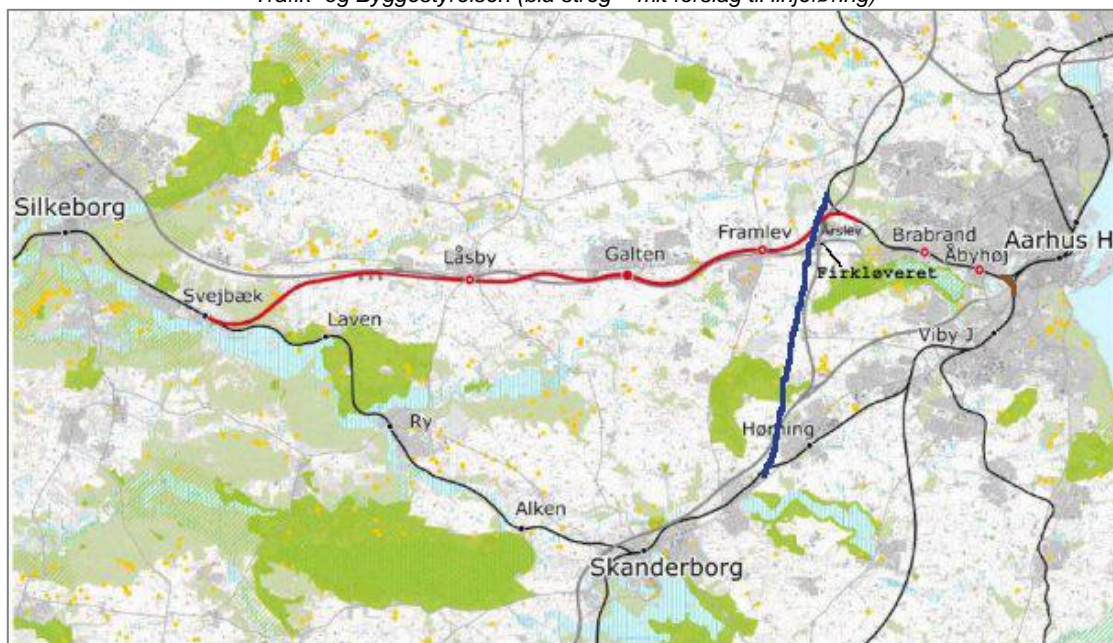 Trafik- og Byggestyrelsen (blå streg = mit forslag til linjeføring)
Silkeborg
Svejbæk
Låsby
Galten
Framlev
Årslev
Firkløveret
Brabrand
Åbyhøj
Aarhus H
Laven
Viby J
Ry
Hørning
Alken
Skanderborg